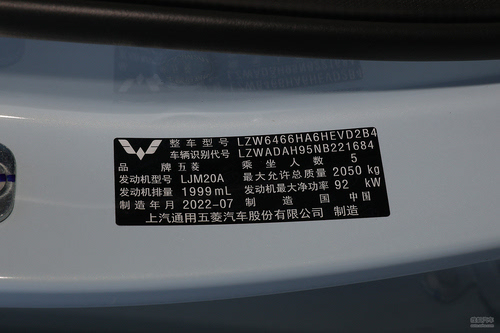 整车型号 LZW6466HA6HEVD2B4
车辆识别代号 LZWADAH95NB221684
品牌 五菱 乘坐人数 5
发动机型号 LJM20A 最大允许总质量 2050 kg
发动机排量 1999 mL 发动机最大净功率 92 kW
制造年月 2022-07 制造国 中国
上汽通用五菱汽车股份有限公司 制造